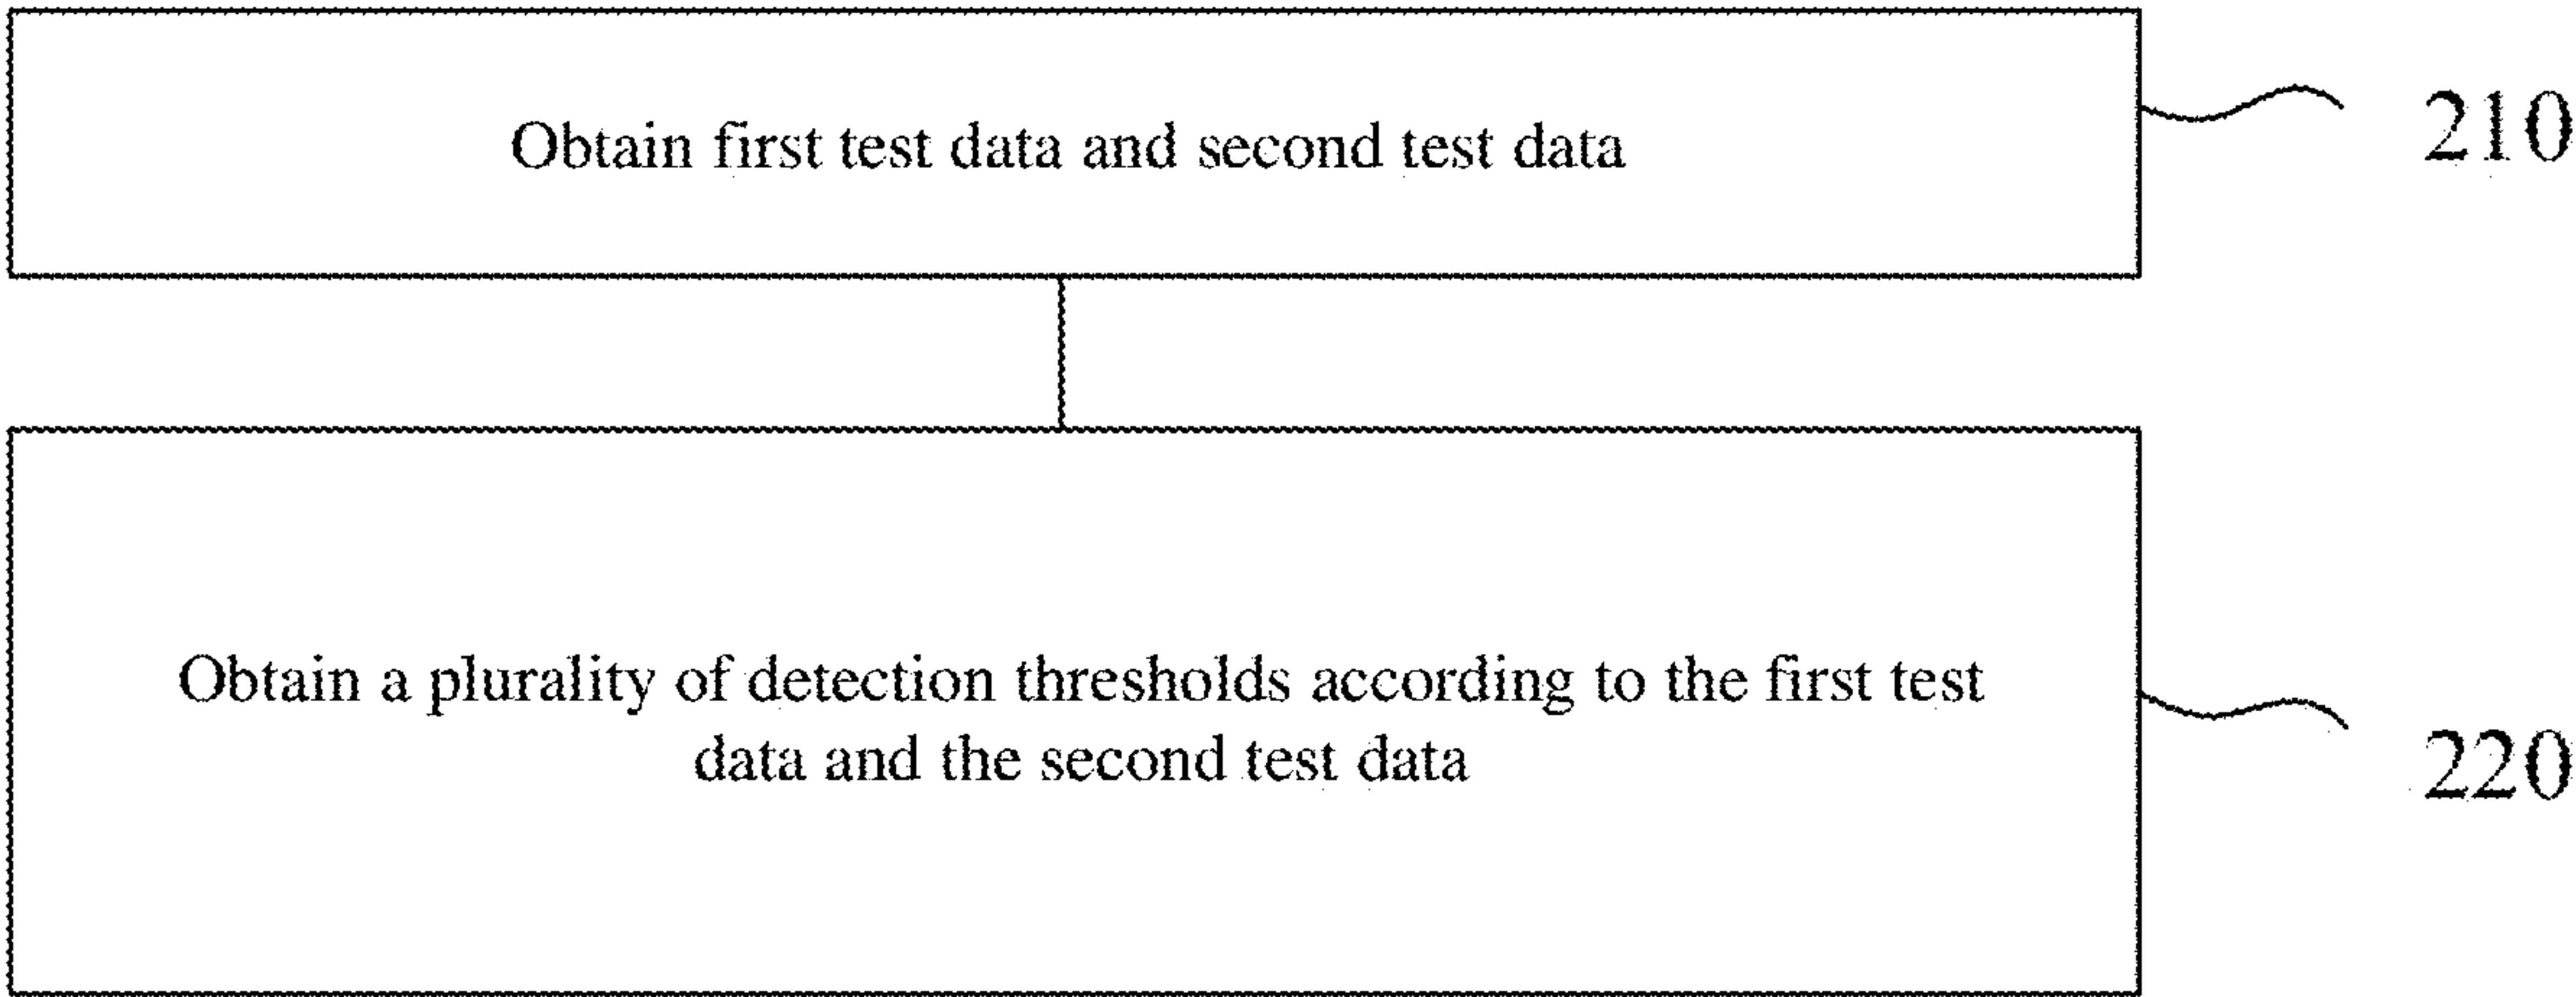 Obtain first test data and second test data
210
Obtain a plurality of detection thresholds according to the first test
data and the second test data
220